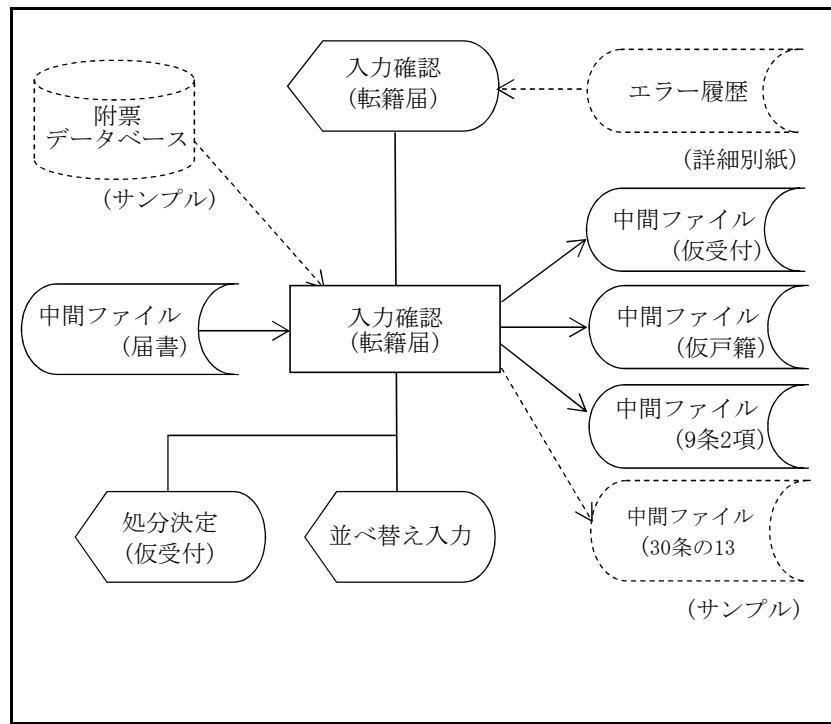 入力確認
(転籍届)
エラー履歴
(詳細別紙)
附票
データベース
(サンプル)
中間ファイル
(仮受付)
中間ファイル
(届書)
入力確認
(転籍届)
中間ファイル
(仮戸籍)
中間ファイル
(9条2項)
処分決定
(仮受付)
並べ替え入力
中間ファイル
(30条の13
(サンプル)